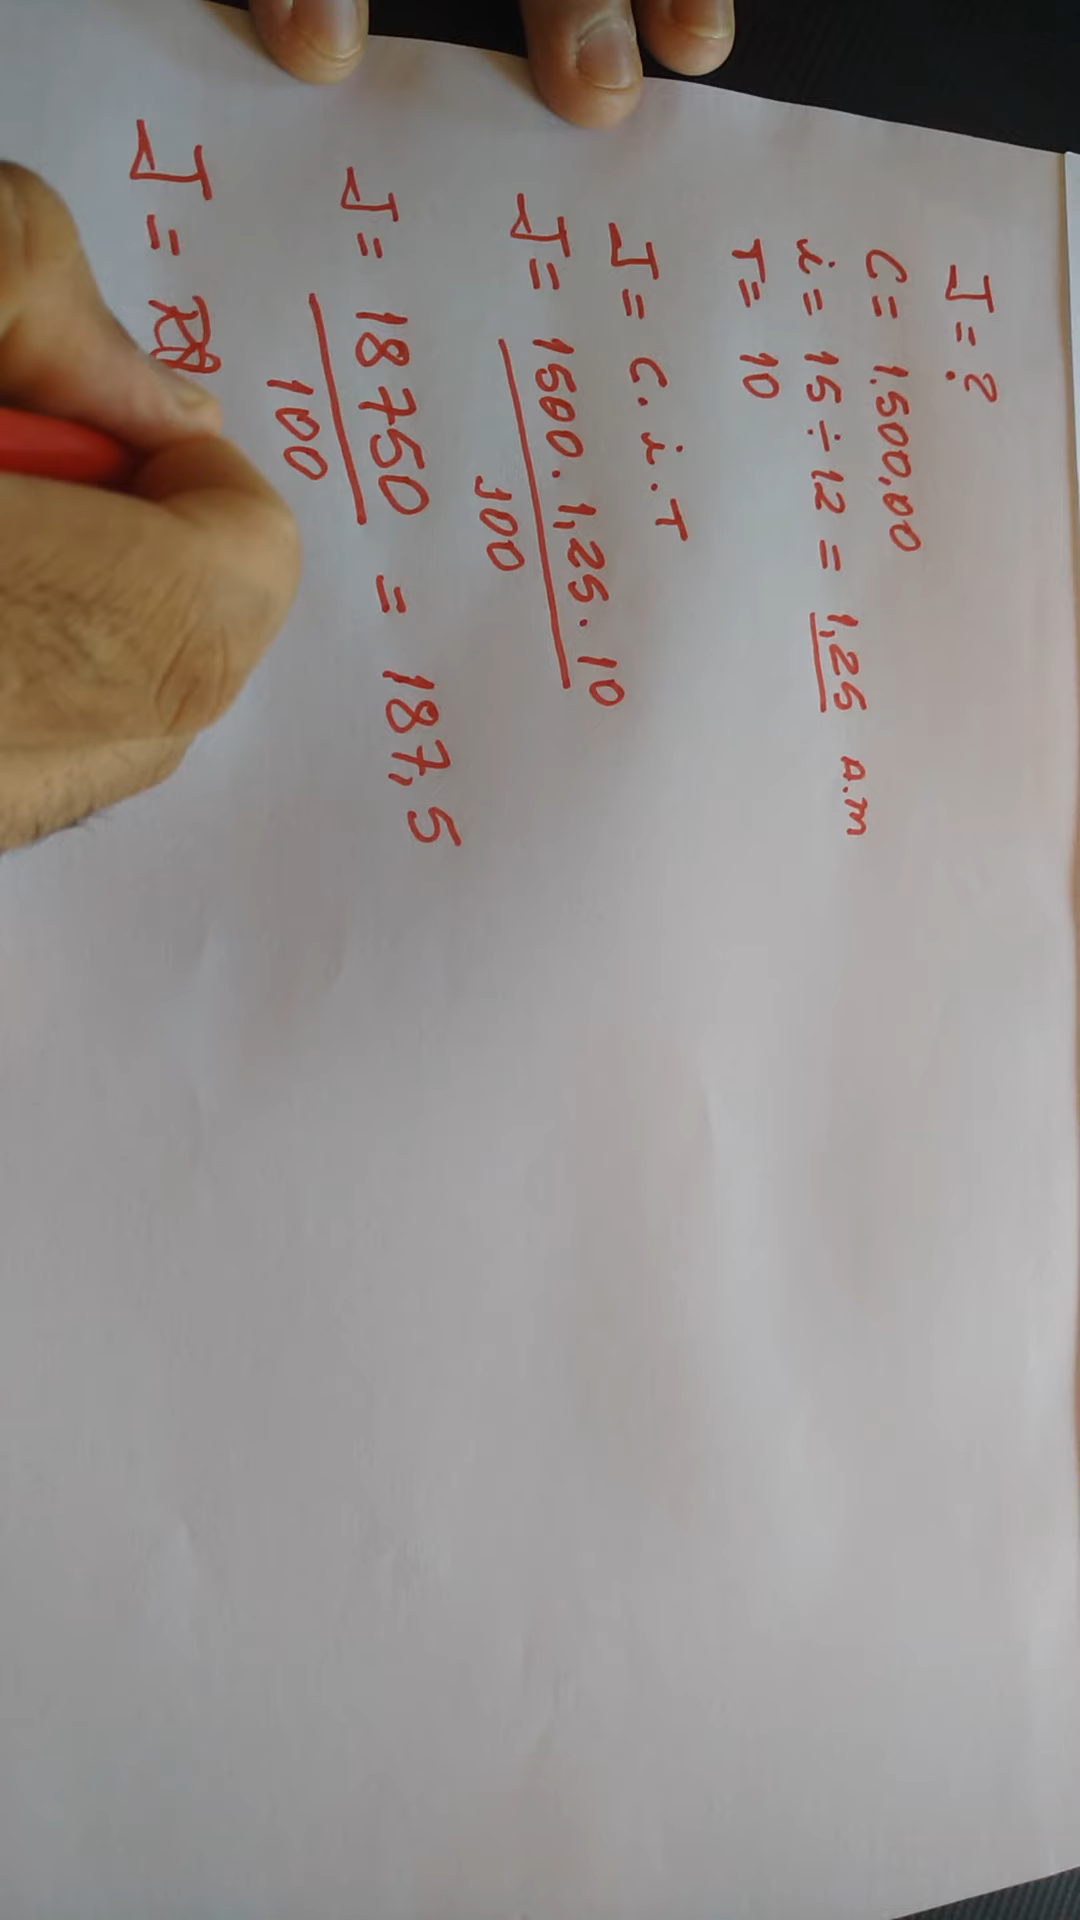 J = ?
C = 1.500,00
i = 15 ÷ 12 = 1,25 A.m
T = 10
J = C . i . T
J = 1500 . 1,25 . 10
100
J = 18750 = 187,5
100
J = R$